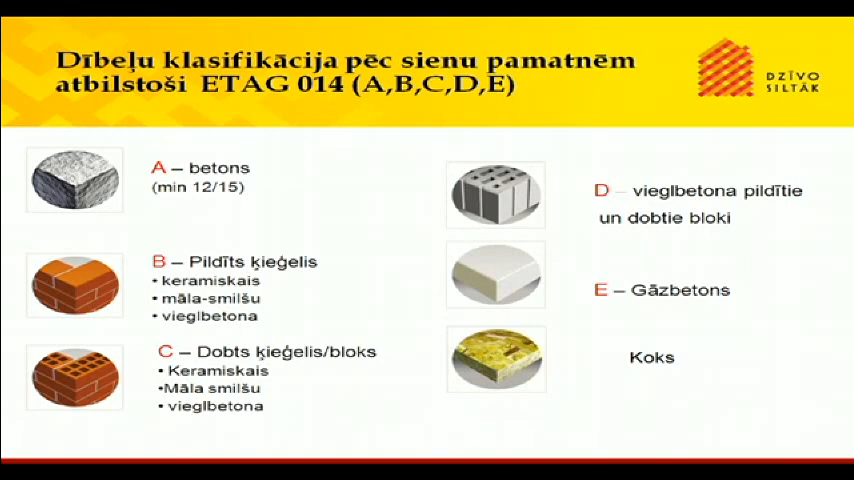 Dībeļu klasifikācija pēc sienu pamatnēm
atbilstoši ETAG 014 (A,B,C,D,E)
DZĪVO
SILTĀK
A – betons
(min 12/15)
B – Pildīts ķieģelis
• keramiskais
• māla-smilšu
• vieglbetona
C – Dobts ķieģelis/bloks
• Keramiskais
•Māla smilšu
• vieglbetona
D – vieglbetona pildītie
un dobtie bloki
E – Gāzbetons
Koks